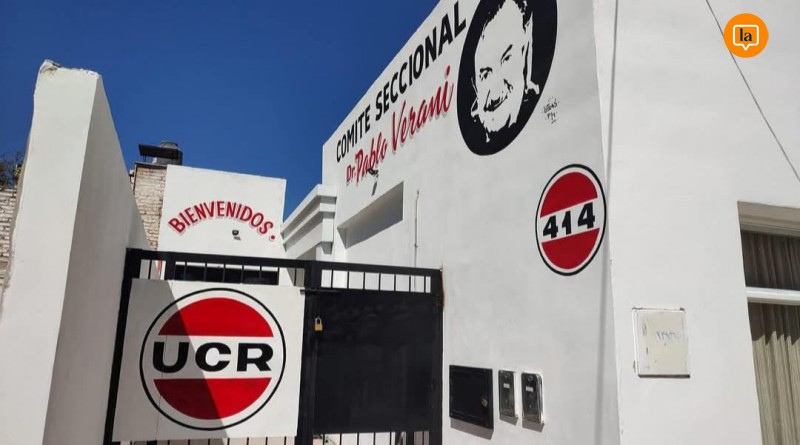 la
COMITE SECCIONAL
Dr. Pablo Verani
BIENVENIDOS.
414
UCR